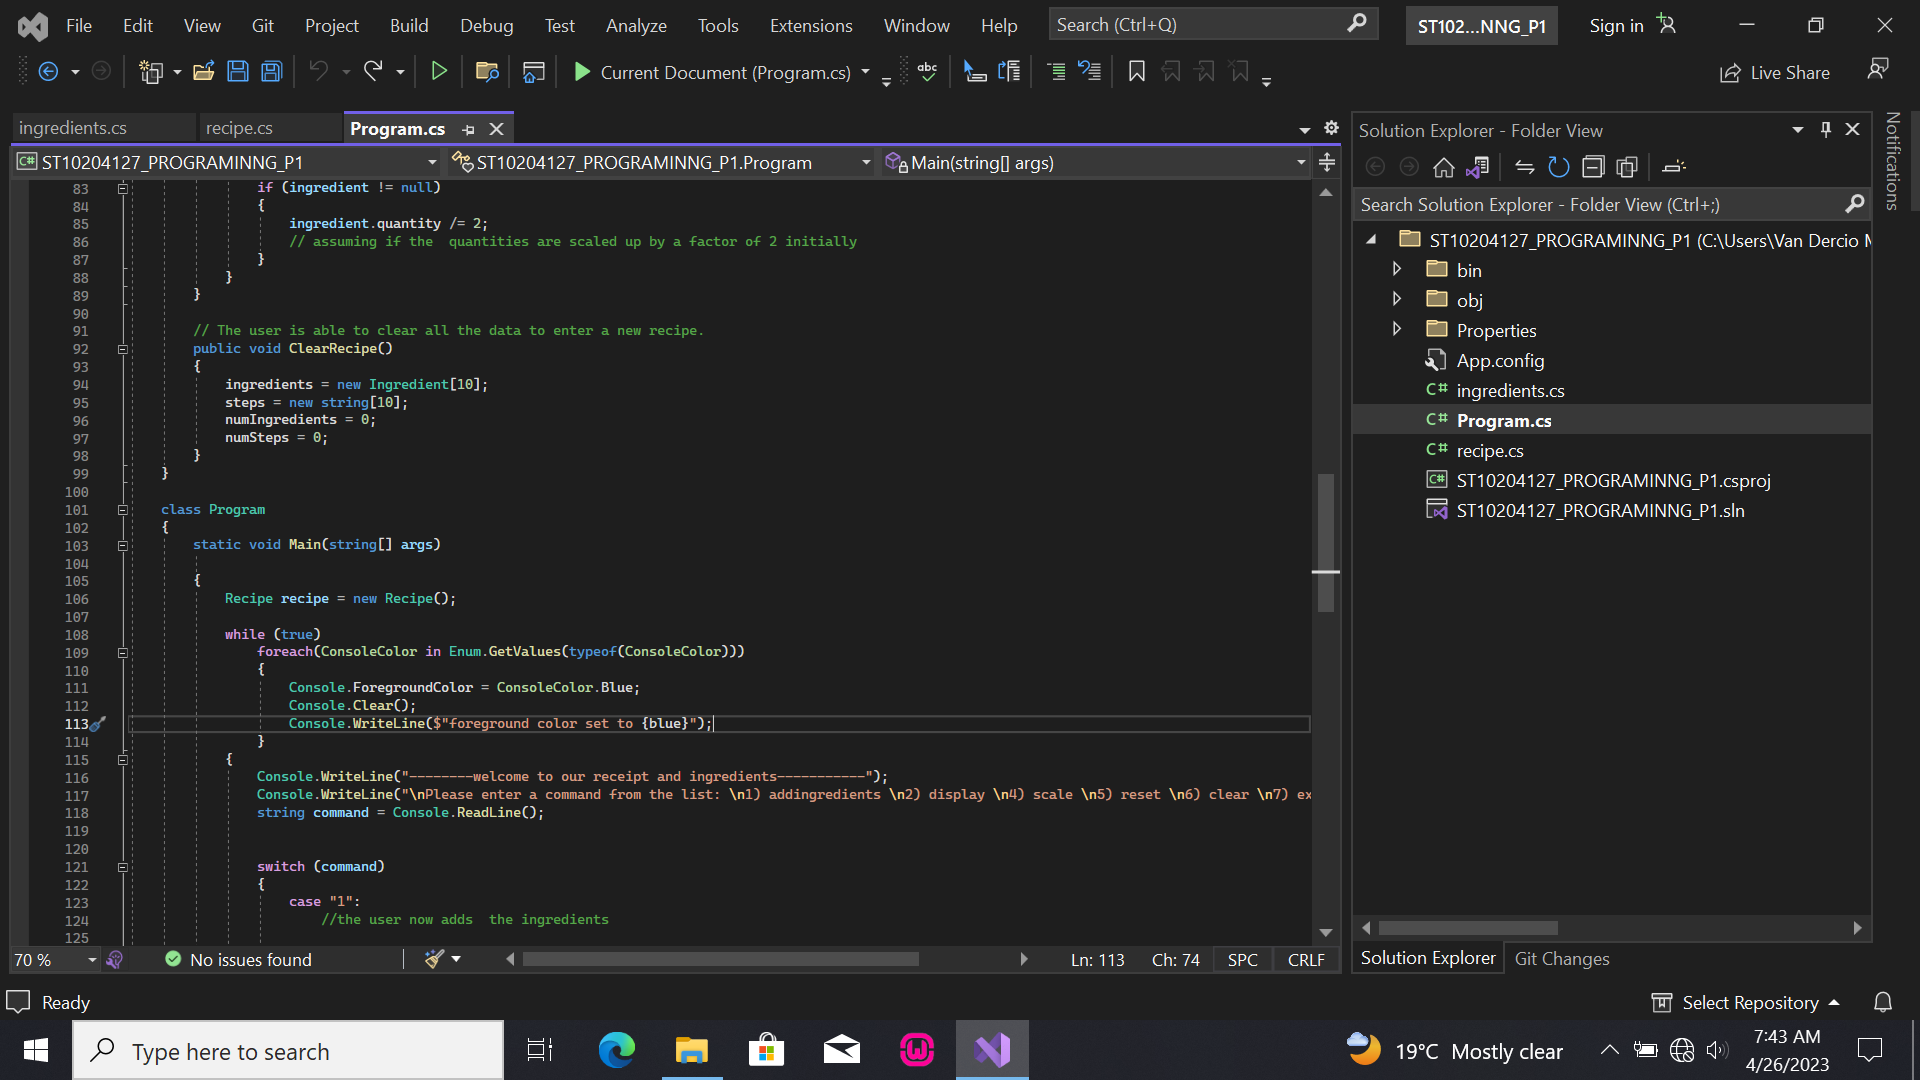 File Edit View Git Project Build Debug Test Analyze Tools Extensions Window Help Search (Ctrl+Q) ST102...NNG_P1 Sign in
Current Document (Program.cs) abc Live Share
ingredients.cs recipe.cs Program.cs
ST10204127_PROGRAMINNG_P1 ST10204127_PROGRAMINNG_P1.Program Main(string[] args)
83 if (ingredient != null)
84 {
85 ingredient.quantity /= 2;
86 // assuming if the  quantities are scaled up by a factor of 2 initially
87 }
88 }
89 }
90
91 // The user is able to clear all the data to enter a new recipe.
92 public void ClearRecipe()
93 {
94 ingredients = new Ingredient[10];
95 steps = new string[10];
96 numIngredients = 0;
97 numSteps = 0;
98 }
99 }
100
101 class Program
102 {
103 static void Main(string[] args)
104
105 {
106 Recipe recipe = new Recipe();
107
108 while (true)
109 foreach(ConsoleColor in Enum.GetValues(typeof(ConsoleColor)))
110 {
111 Console.ForegroundColor = ConsoleColor.Blue;
112 Console.Clear();
113 Console.WriteLine($"foreground color set to {blue}");
114 }
115 {
116 Console.WriteLine("--------welcome to our receipt and ingredients-----------");
117 Console.WriteLine("\nPlease enter a command from the list: \n1) addingredients \n2) display \n4) scale \n5) reset \n6) clear \n7) ex
118 string command = Console.ReadLine();
119
120
121 switch (command)
122 {
123 case "1":
124 //the user now adds  the ingredients
125
70 % No issues found Ln: 113 Ch: 74 SPC CRLF
Solution Explorer - Folder View
Search Solution Explorer - Folder View (Ctrl+;)
ST10204127_PROGRAMINNG_P1 (C:\Users\Van Dercio M
bin
obj
Properties
App.config
C# ingredients.cs
C# Program.cs
C# recipe.cs
C# ST10204127_PROGRAMINNG_P1.csproj
ST10204127_PROGRAMINNG_P1.sln
Solution Explorer Git Changes
Notifications
Ready Select Repository
Type here to search 19°C Mostly clear 7:43 AM
4/26/2023